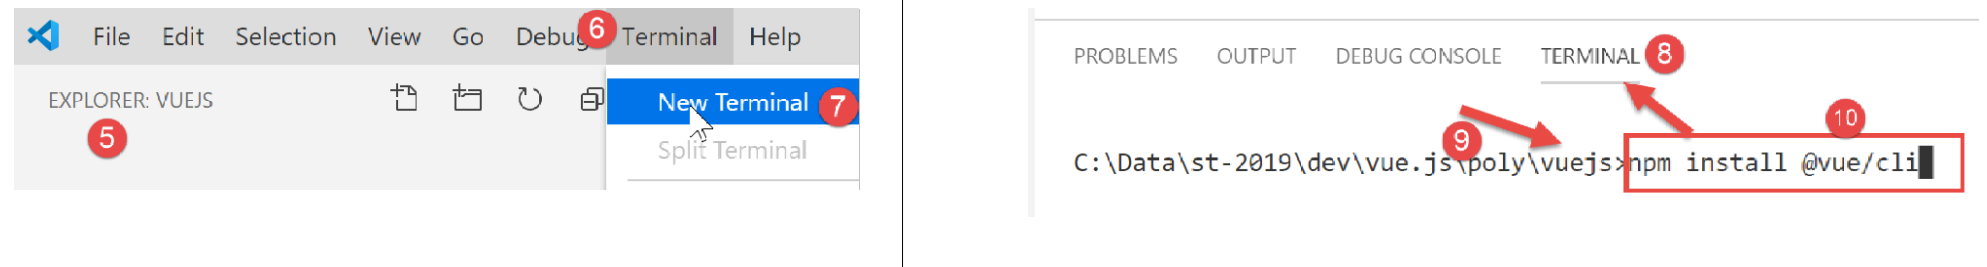 File Edit Selection View Go Debug 6 Terminal Help
EXPLORER: VUEJS
5
New Terminal 7
Split Terminal
PROBLEMS OUTPUT DEBUG CONSOLE TERMINAL 8
9 10
C:\Data\st-2019\dev\vue.js\poly\vuejs>npm install @vue/cli